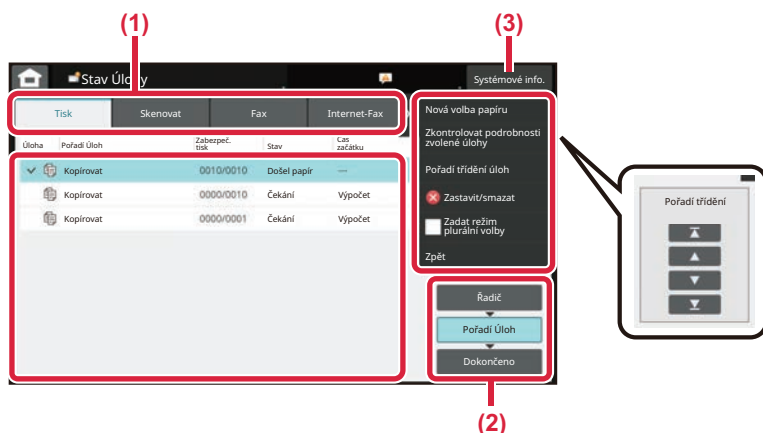 (1)
(3)
Stav Úlohy
Systémové info.
Tisk
Skenovat
Fax
Internet-Fax
Úloha
Pořadí Úloh
Zabezpeč.
tisk
Stav
Čas
začátku
Kopírovat
0010/0010
Došel papír
---
Kopírovat
0000/0010
Čekání
Výpočet
Kopírovat
0000/0001
Čekání
Výpočet
Nová volba papíru
Zkontrolovat podrobnosti
zvolené úlohy
Pořadí třídění úloh
Zastavit/smazat
Zadat režim
plurální volby
Zpět
Řadič
Pořadí Úloh
Dokončeno
(2)
Pořadí třídění